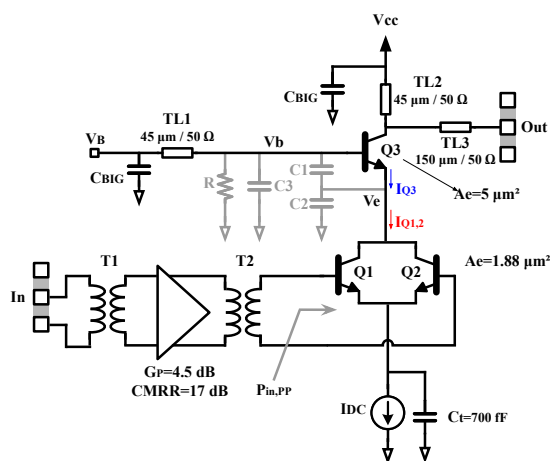 Vcc
CBIG
TL2
45 μm / 50 Ω
TL1
45 μm / 50 Ω
VB
Vb
Q3
TL3
150 μm / 50 Ω
Out
CBIG
R
C3
C1
C2
Ve
IQ3
Ae=5 μm²
IQ1,2
In
T1
T2
Q1
Q2
Ae=1.88 μm²
GP=4.5 dB
CMRR=17 dB
Pin,PP
IDC
Ct=700 fF